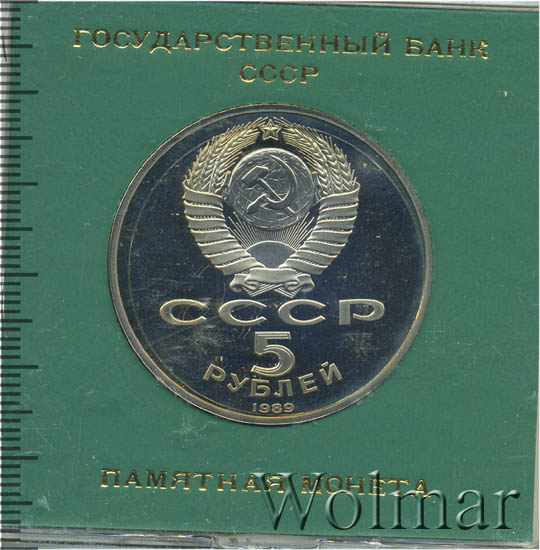 ГОСУДАРСТВЕННЫЙ БАНК
СССР
СССР
5
РУБЛЕЙ
1989
ПАМЯТНАЯ МОНЕТА
Wolmar